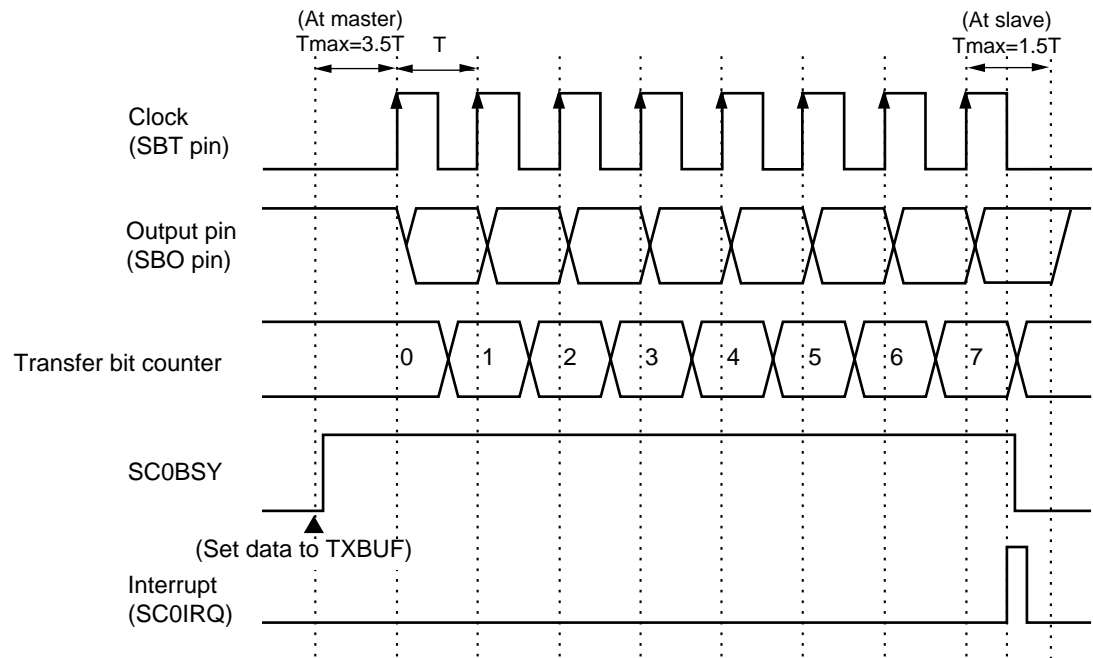 (At master)
Tmax=3.5T
T
(At slave)
Tmax=1.5T
Clock
(SBT pin)
Output pin
(SBO pin)
Transfer bit counter
0 1 2 3 4 5 6 7
SC0BSY
(Set data to TXBUF)
Interrupt
(SC0IRQ)